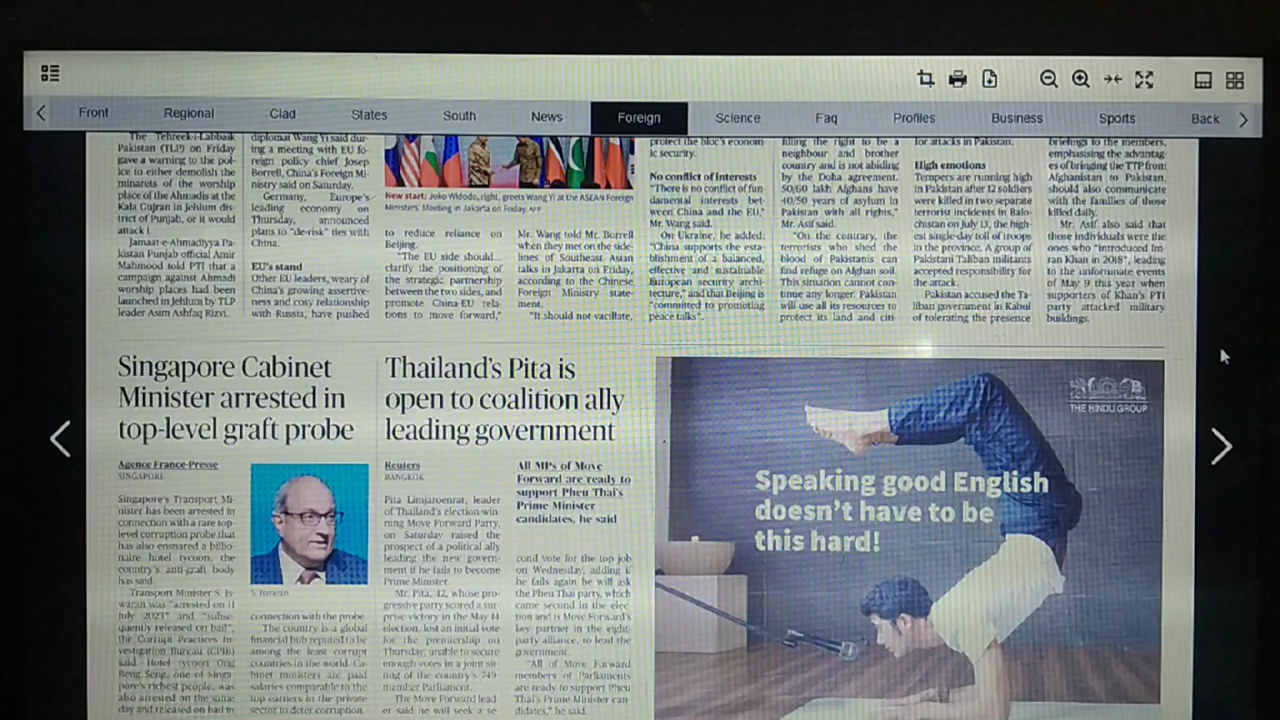 Front Regional Clad States South News Foreign Science Faq Profiles Business Sports Back
The Tehreek-i-Labbaik
Pakistan (TLP) on Friday
gave a warning to the pol-
ice to either demolish the
minarets of the worship
place of the Ahmadis at the
Kala Gujran in Jehlum dis-
trict of Punjab, or it would
attack i
Jamaat-e-Ahmadiyya Pa-
kistan Punjab official Amir
Mahmood told PTI that a
campaign against Ahmadi
worship places had been
launched in Jehlum by TLP
leader Asim Ashfaq Rizvi.
diplomat Wang Yi said dur-
ing a meeting with EU fo-
reign policy chief Josep
Borrell, China's Foreign Mi-
nistry said on Saturday.
Germany, Europe's
leading economy on
Thursday, announced
plans to "de-risk" ties with
China.
EU's stand
Other EU leaders, weary of
China's growing assertive-
ness and cosy relationship
with Russia, have pushed
New start: Joko Widodo, right, greets Wang Yi at the ASEAN Foreign
Ministers' Meeting in Jakarta on Friday. AFP
to reduce reliance on
Beijing.
"The EU side should...
clarify the positioning of
the strategic partnership
between the two sides, and
promote China-EU rela-
tions to move forward,"
Mr. Wang told Mr. Borrell
when they met on the side-
lines of Southeast Asian
talks in Jakarta on Friday,
according to the Chinese
Foreign Ministry state-
ment.
"It should not vacillate,
protect the bloc's econom-
ic security.
No conflict of interests
"There is no conflict of fun-
damental interests bet-
ween China and the EU,"
Mr. Wang said.
On Ukraine, he added:
"China supports the esta-
blishment of a balanced,
effective and sustainable
European security archi-
tecture," and that Beijing is
"committed to promoting
peace talks".
filling the right to be a
neighbour and brother
country and is not abiding
by the Doha agreement.
50/60 lakh Afghans have
40/50 years of asylum in
Pakistan with all rights,"
Mr. Asif said.
"On the contrary, the
terrorists who shed the
blood of Pakistanis can
find refuge on Afghan soil.
This situation cannot con-
tinue any longer. Pakistan
will use all its resources to
protect its land and citi-
for attacks in Pakistan.
High emotions
Tempers are running high
in Pakistan after 12 soldiers
were killed in two separate
terrorist incidents in Balo-
chiscan on July 13, the high-
est single-day toll of troops
in the province. A group of
Pakistani Taliban militants
accepted responsibility for
the attack.
Pakistan accused the Ta-
liban government in Kabul
of tolerating the presence
briefings to the members,
emphasising the advantag-
es of bringing the TTP from
Afghanistan to Pakistan,
should also communicate
with the families of those
killed daily.
Mr. Asif also said that
those individuals were the
ones who "introduced Im-
ran Khan in 2018", leading
to the unfortunate events
of May 9 this year when
supporters of Khan's PTI
party attacked military
buildings.
Singapore Cabinet
Minister arrested in
top-level graft probe
Agence France-Presse
SINGAPORE
Singapore's Transport Mi-
nister has been arrested in
connection with a rare top-
level corruption probe that
has also ensnared a billio-
naire hotel tycoon, the
country's anti-graft body
has said.
Transport Minister S. Is-
waran was "arrested on 11
July 2023" and "subse-
quently released on bail",
the Corrupt Practices In-
vestigation Bureau (CPIB)
said. Hotel tycoon Ong
Beng Seng, one of Singa-
pore's richest people, was
also arrested on the same
day and released on bail in
S. Iswaran
connection with the probe.
The country is a global
financial hub reputed to be
among the least corrupt
countries in the world. Ca-
binet ministers are paid
salaries comparable to the
top earners in the private
sector to deter corruption.
Thailand's Pita is
open to coalition ally
leading government
Reuters
BANGKOK
Pita Limjaroenrat, leader
of Thailand's election-win-
ning Move Forward Party,
on Saturday raised the
prospect of a political ally
leading the new govern-
ment if he fails to become
Prime Minister.
Mr. Pita, 42, whose pro-
gressive party scored a sur-
prise victory in the May 14
election, lost an initial vote
for the premiership on
Thursday, unable to secure
enough votes in a joint sit-
ting of the country's 749-
member Parliament.
The Move Forward lead-
er said he will seek a se-
All MPs of Move
Forward are ready to
support Pheu Thai's
Prime Minister
candidates, he said
cond vote for the top job
on Wednesday, adding if
he fails again he will ask
the Pheu Thai party, which
came second in the elec-
tion and is Move Forward's
key partner in the eight-
party alliance, to lead the
government.
"All of Move Forward
members of Parliaments
are ready to support Pheu
Thai's Prime Minister can-
didates," he said.
THE HINDU GROUP
Speaking good English
doesn't have to be
this hard!